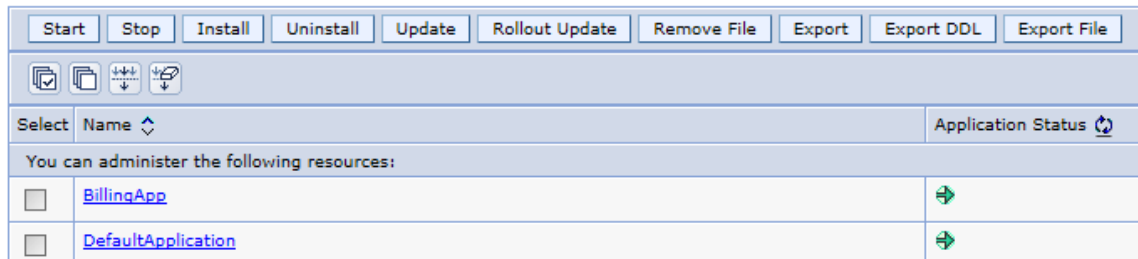 Start Stop Install Uninstall Update Rollout Update Remove File Export Export DDL Export File
Select Name Application Status
You can administer the following resources:
BillingApp
DefaultApplication